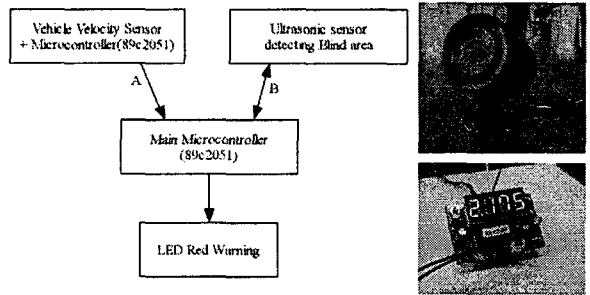 Vehicle Velocity Sensor
+ Microcontroller(89c2051)
Ultrasonic sensor
detecting Blind area
A
B
Main Microcontroller
(89c2051)
LED Red Warning